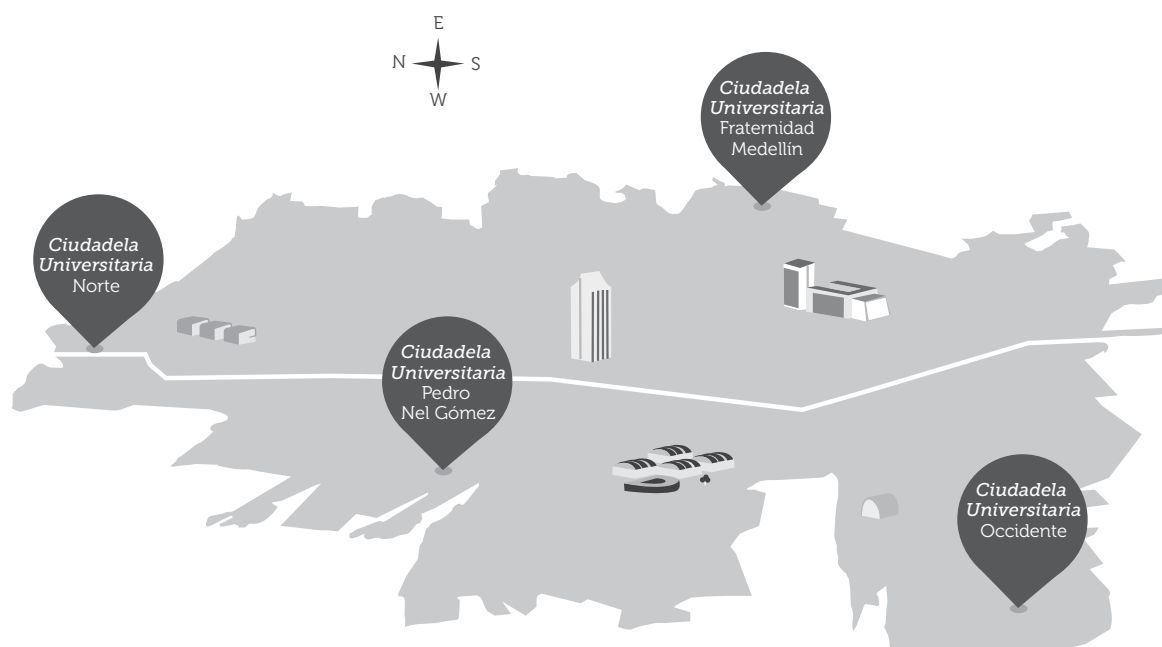 E
N
S
W
Ciudadela
Universitaria
Fraternidad
Medellín
Ciudadela
Universitaria
Norte
Ciudadela
Universitaria
Pedro
Nel Gómez
Ciudadela
Universitaria
Occidente